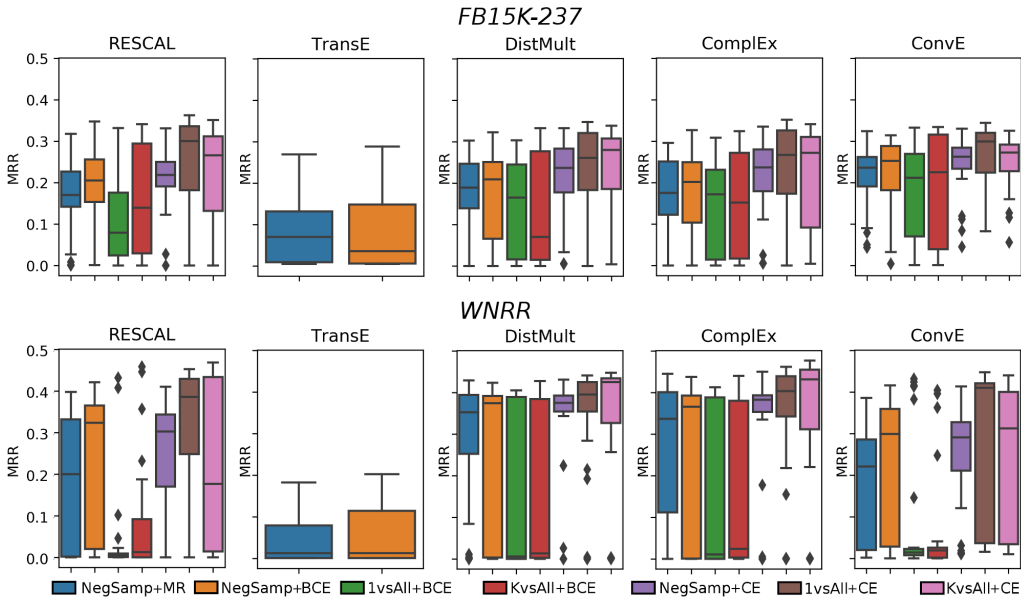 FB15K-237
RESCAL TransE DistMult ComplEx ConvE
0.5
0.4
0.3
0.2
0.1
0.0
MRR MRR MRR MRR MRR
WNRR
RESCAL TransE DistMult ComplEx ConvE
0.5
0.4
0.3
0.2
0.1
0.0
MRR MRR MRR MRR MRR
NegSamp+MR NegSamp+BCE 1vsAll+BCE KvsAll+BCE NegSamp+CE 1vsAll+CE KvsAll+CE